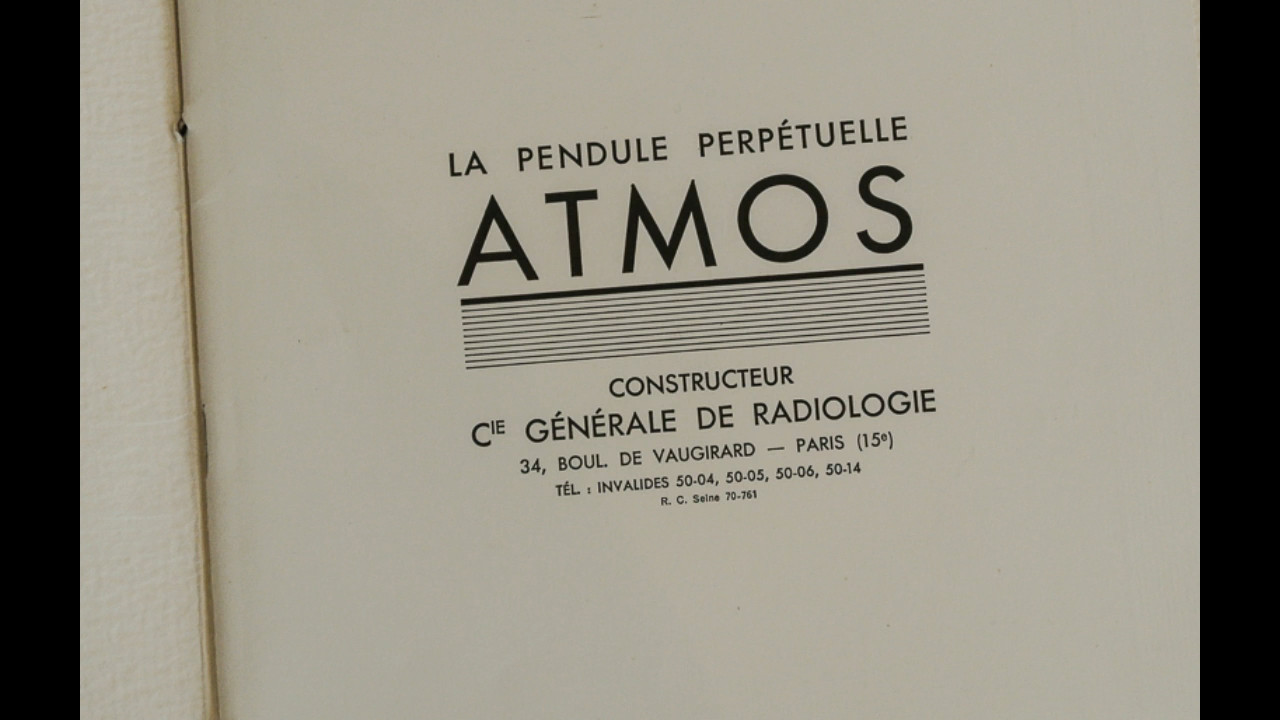 LA PENDULE PERPÉTUELLE
ATMOS
CONSTRUCTEUR
CIE GÉNÉRALE DE RADIOLOGIE
34, BOUL. DE VAUGIRARD — PARIS (15e)
TÉL. : INVALIDES 50-04, 50-05, 50-06, 50-14
R. C. Seine 70-761